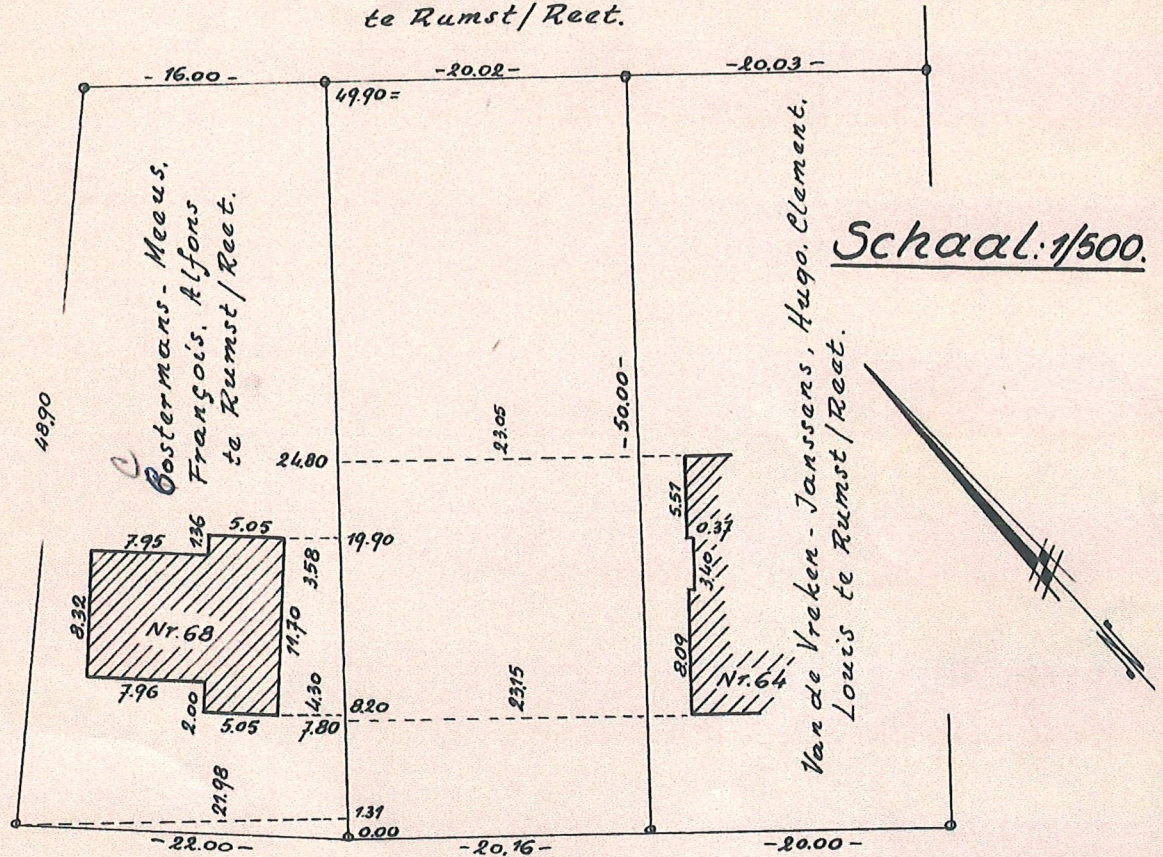 te Rumst/Reet.
- 16.00 -
-20.02-
-20.03-
49.90=
Costermans-Meeus,
François. Alfons
te Rumst/Reet.
C
Van de Vreken-Janssens, Hugo. Clement.
Louis te Rumst/Reet.
Schaal: 1/500.
48,90
-50.00-
23.05
24.80
5.51
0.37
3.40
8.09
Nr.64
7.95
1.36
5.05
19.90
3.58
8.32
Nr.68
11.70
7.96
2.00
5.05
4.30
7.80
8.20
23,15
21.98
1.31
0.00
-22.00-
-20,16-
-20.00-